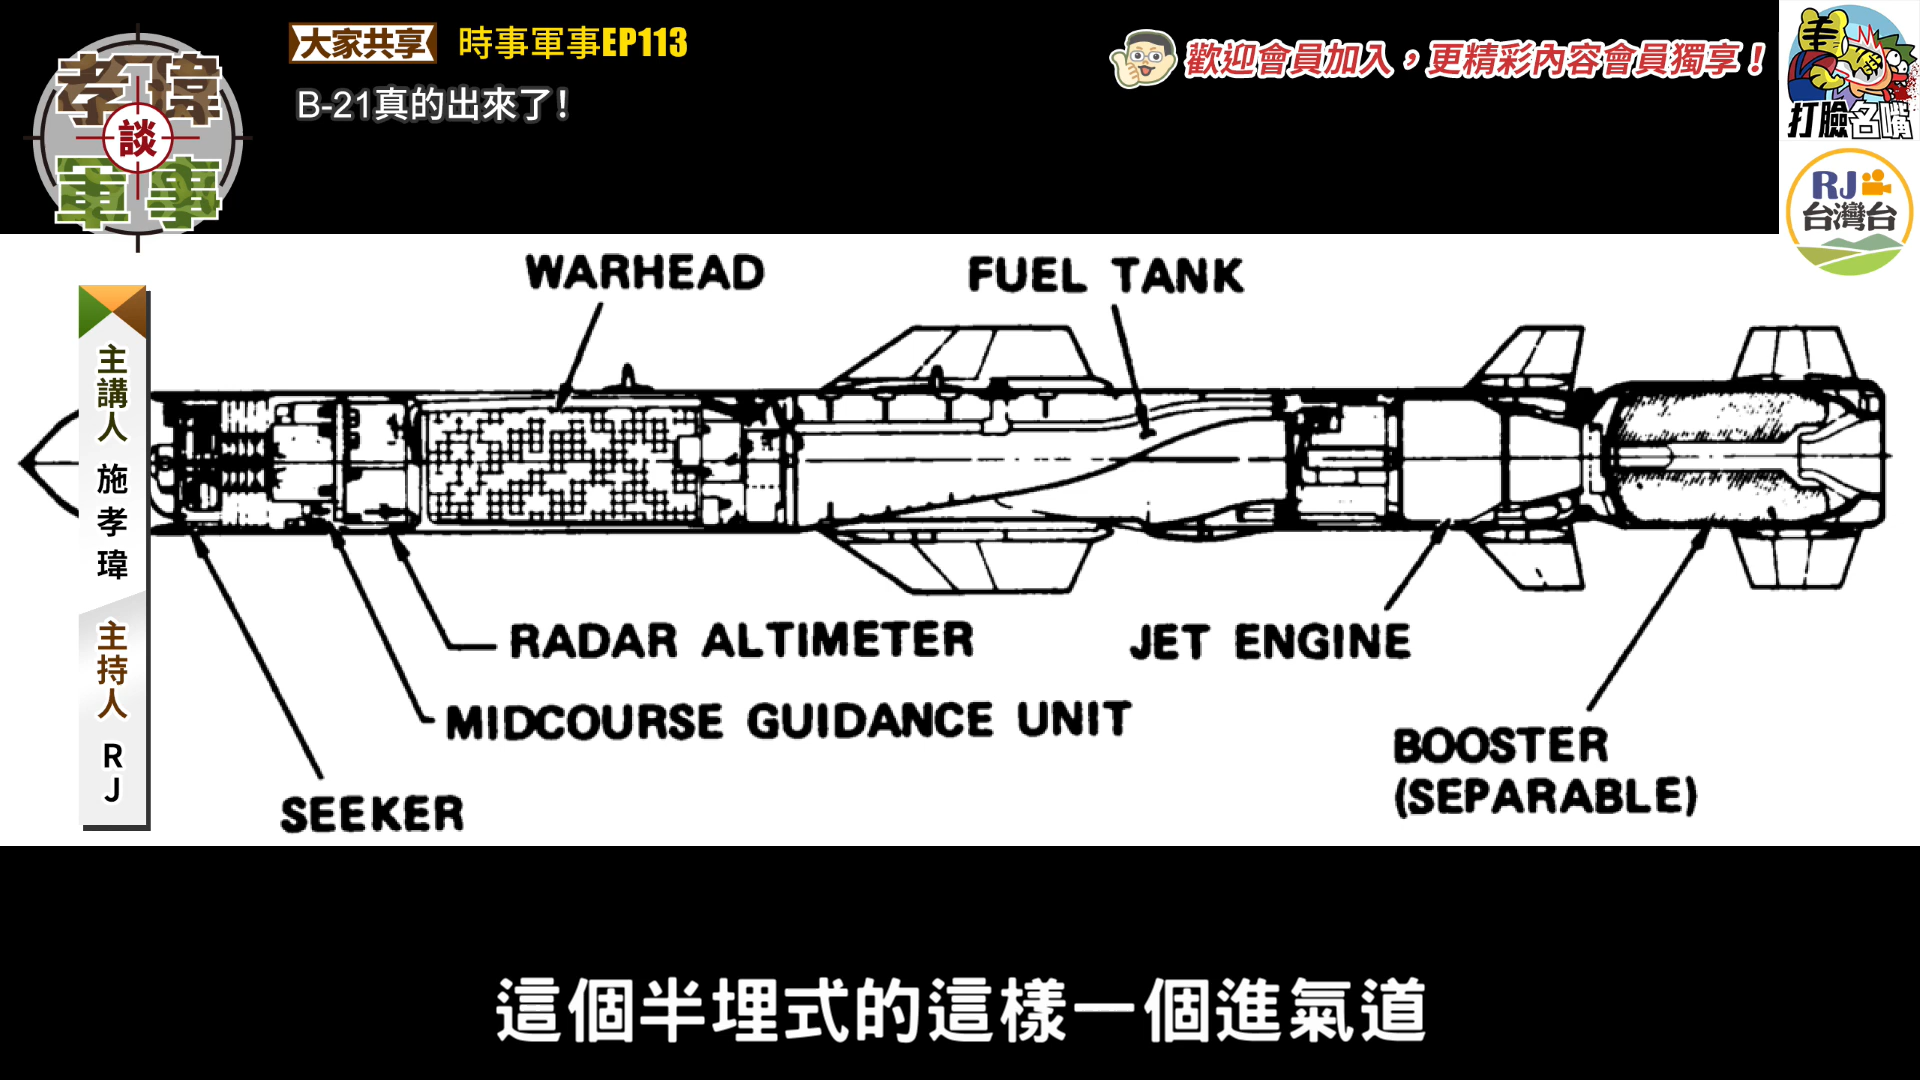 孝瑋
談
軍事
大家共享
時事軍事EP113
B-21真的出來了!
歡迎會員加入，更精彩內容會員獨享！
打臉名嘴
RJ
台灣台
主講人 施孝瑋 主持人 RJ
WARHEAD
FUEL TANK
RADAR ALTIMETER
JET ENGINE
MIDCOURSE GUIDANCE UNIT
BOOSTER
(SEPARABLE)
SEEKER
這個半埋式的這樣一個進氣道